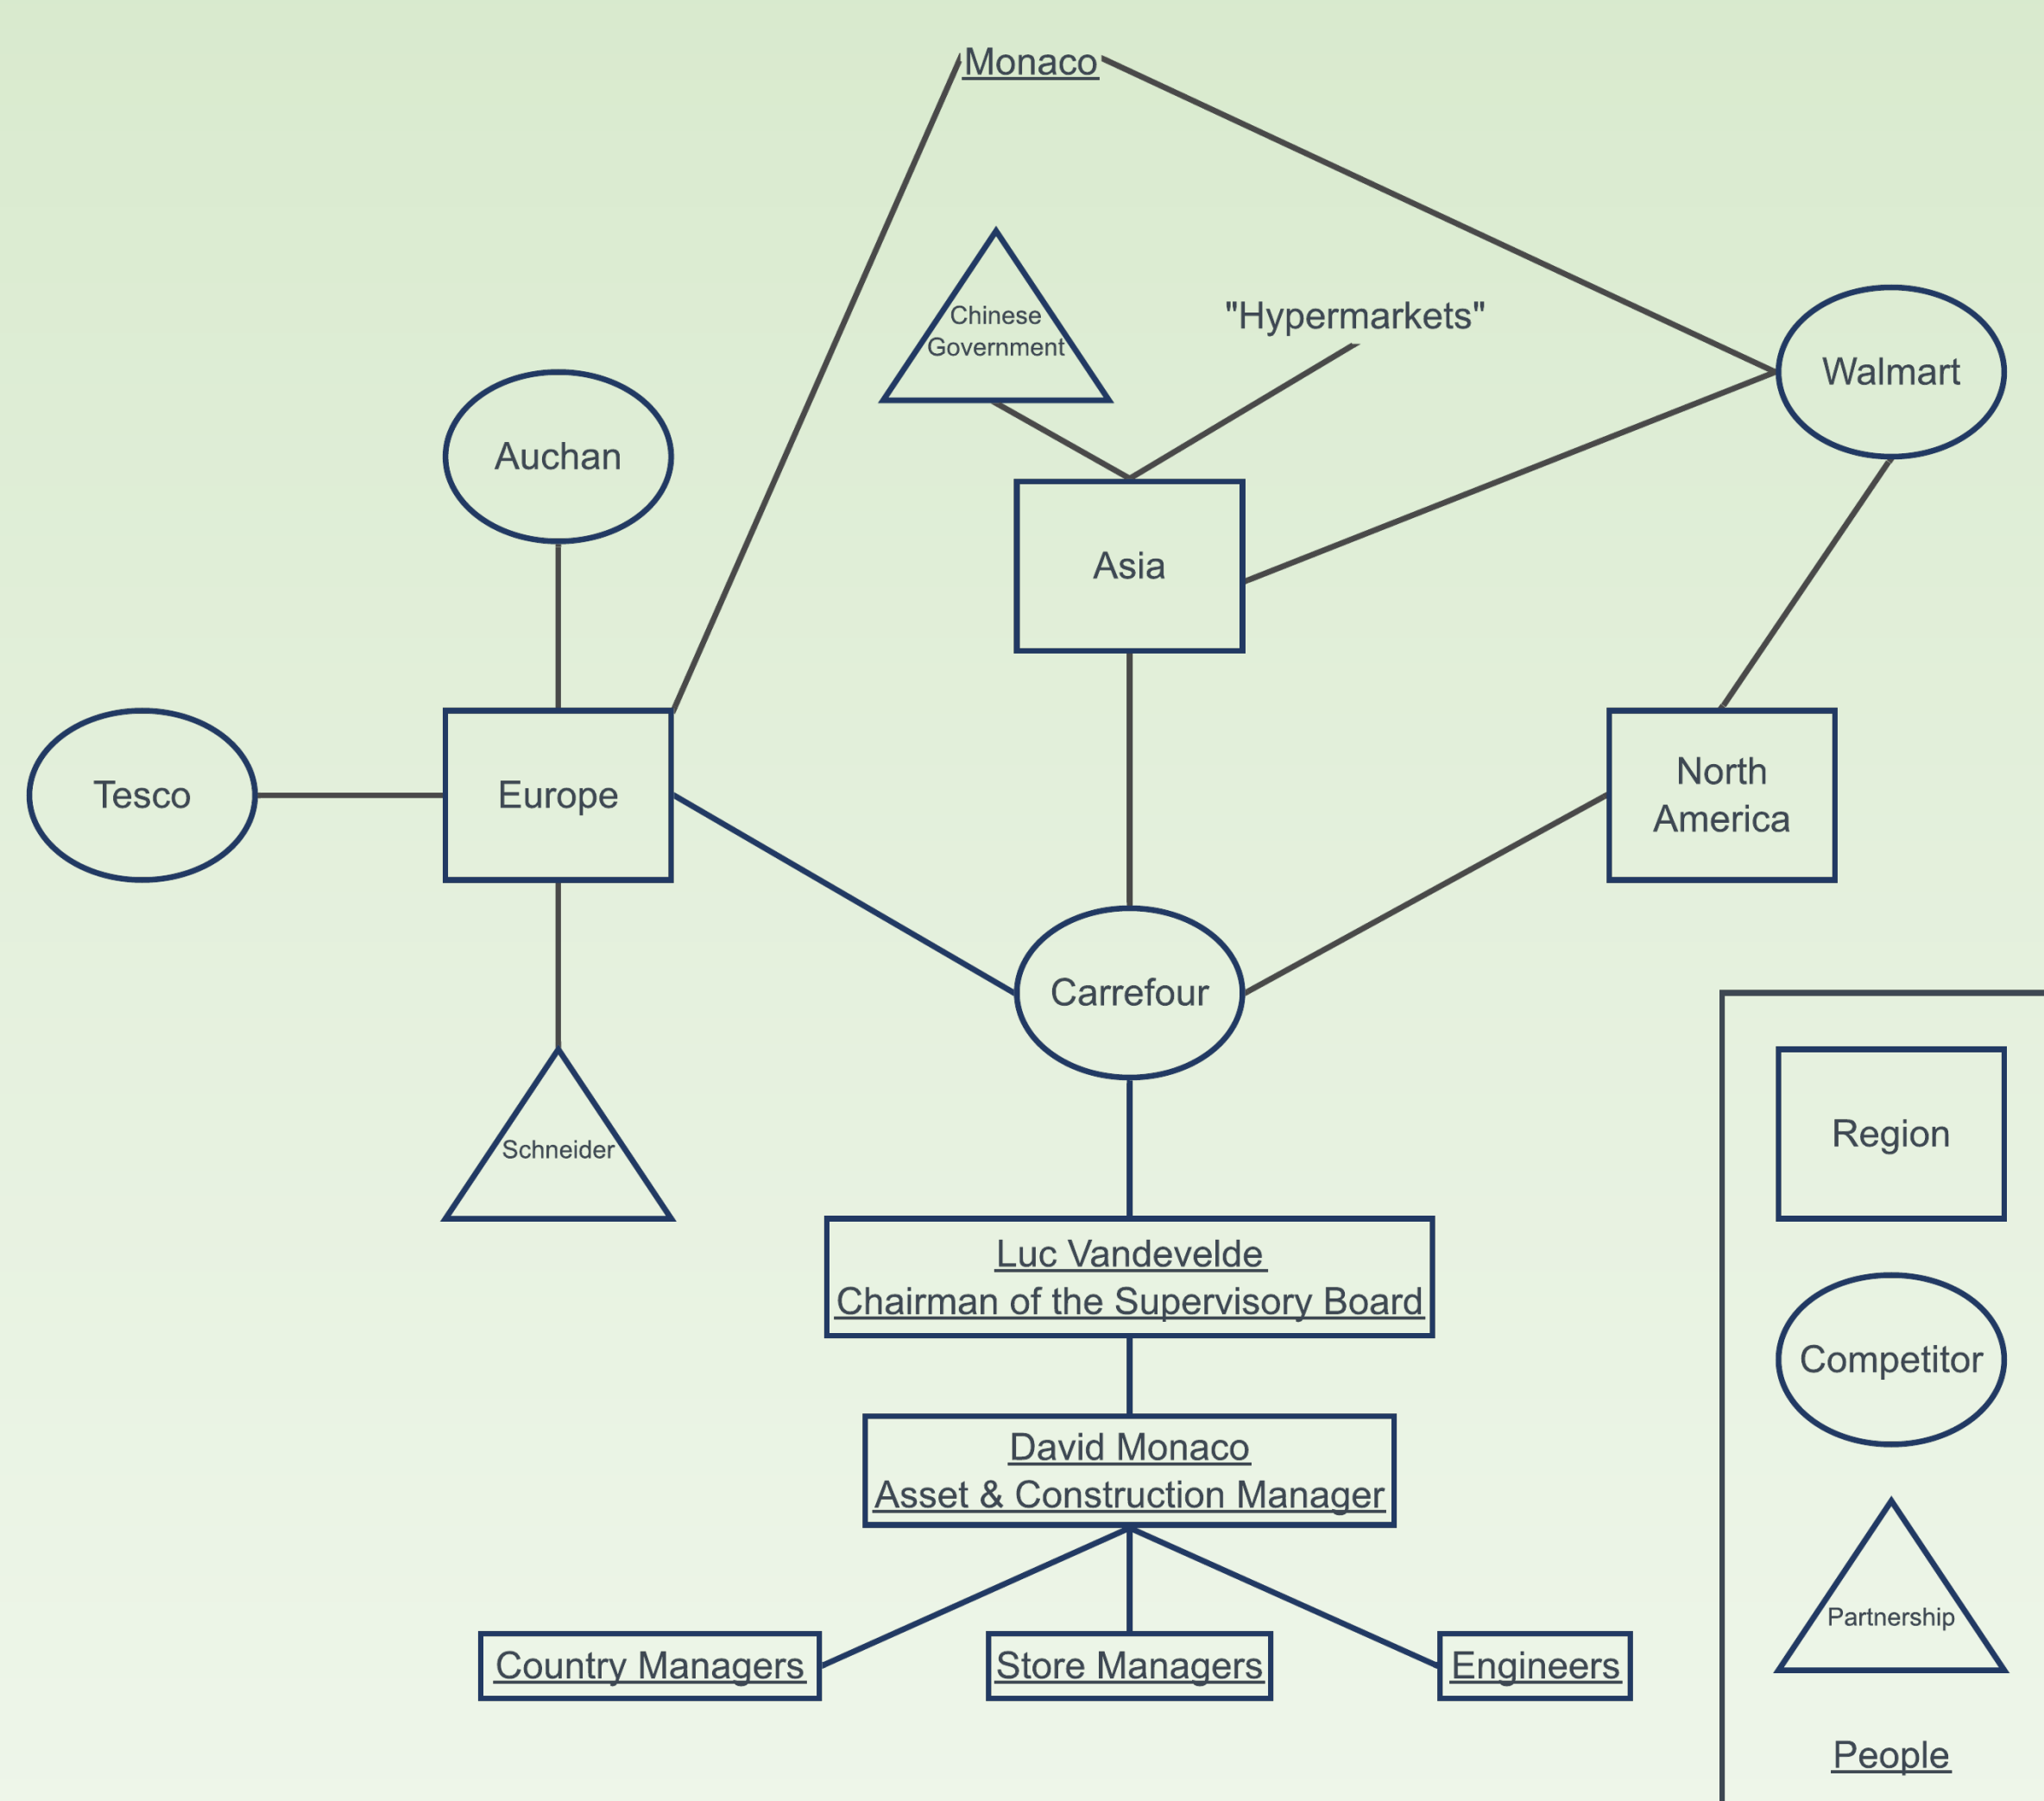 Monaco
Chinese
Government
"Hypermarkets"
Walmart
Auchan
Asia
Tesco
Europe
North
America
Carrefour
Schneider
Luc Vandevelde
Chairman of the Supervisory Board
David Monaco
Asset & Construction Manager
Country Managers
Store Managers
Engineers
Region
Competitor
Partnership
People